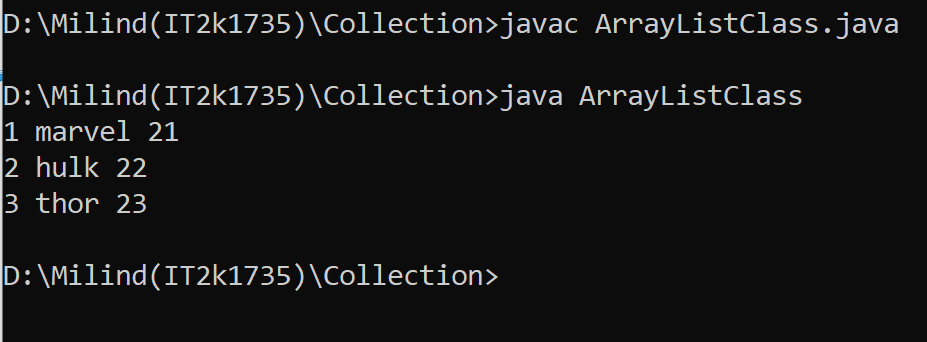 D:\Milind(IT2k1735)\Collection>javac ArrayListClass.java
D:\Milind(IT2k1735)\Collection>java ArrayListClass
1 marvel 21
2 hulk 22
3 thor 23
D:\Milind(IT2k1735)\Collection>